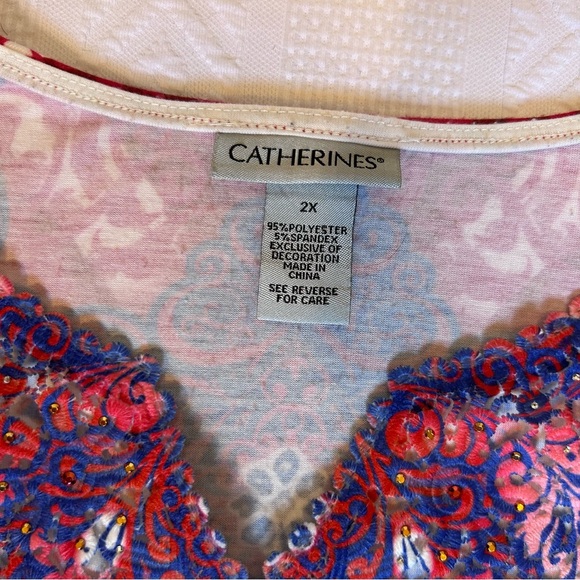 CATHERINES®
2X
95%POLYESTER
5%SPANDEX
EXCLUSIVE OF
DECORATION
MADE IN
CHINA
SEE REVERSE
FOR CARE